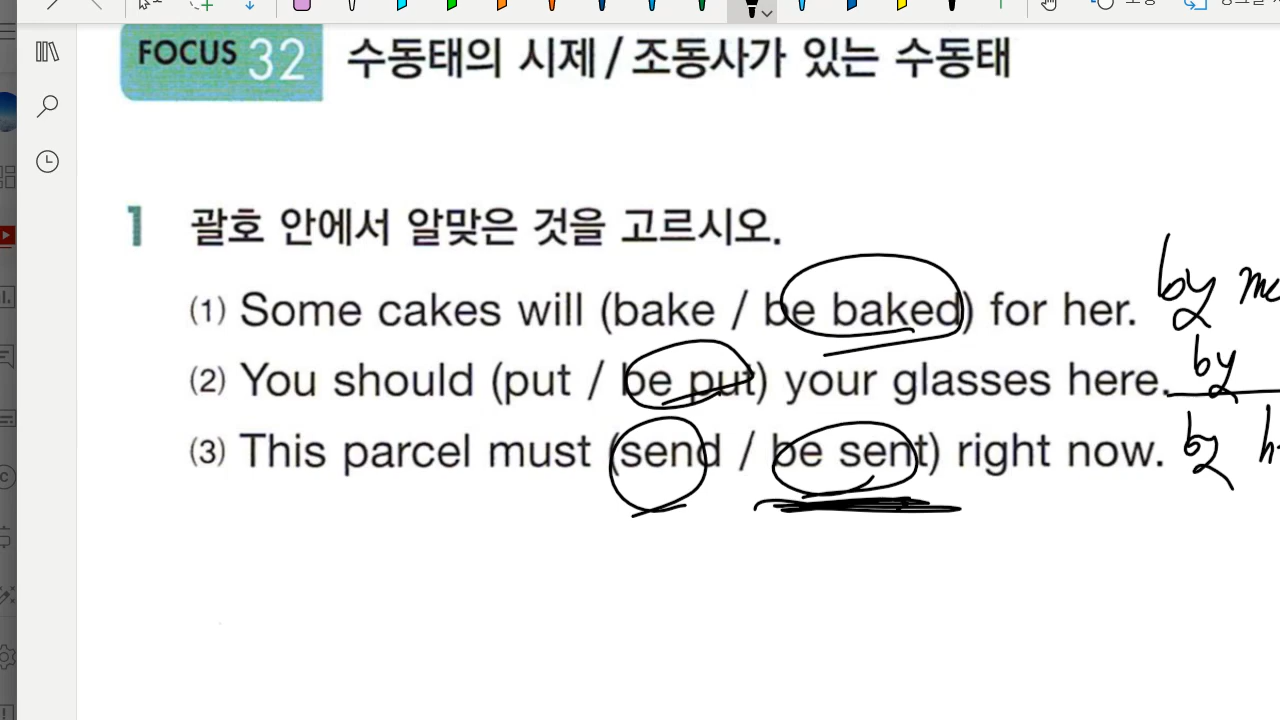 FOCUS 32 수동태의 시제 / 조동사가 있는 수동태
1 괄호 안에서 알맞은 것을 고르시오.
(1) Some cakes will (bake / be baked) for her. by
(2) You should (put / be put) your glasses here. by
(3) This parcel must (send / be sent) right now. by